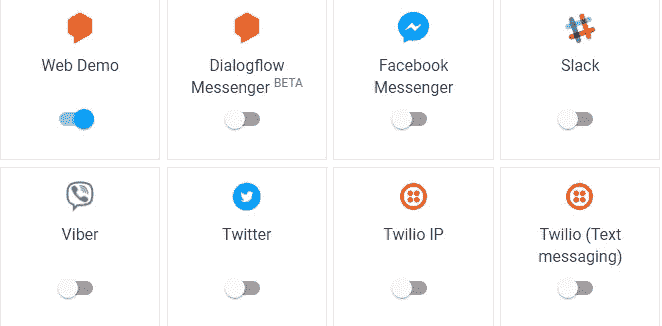 Web Demo
Dialogflow
Messenger BETA
Facebook
Messenger
Slack
Viber
Twitter
Twilio IP
Twilio (Text
messaging)